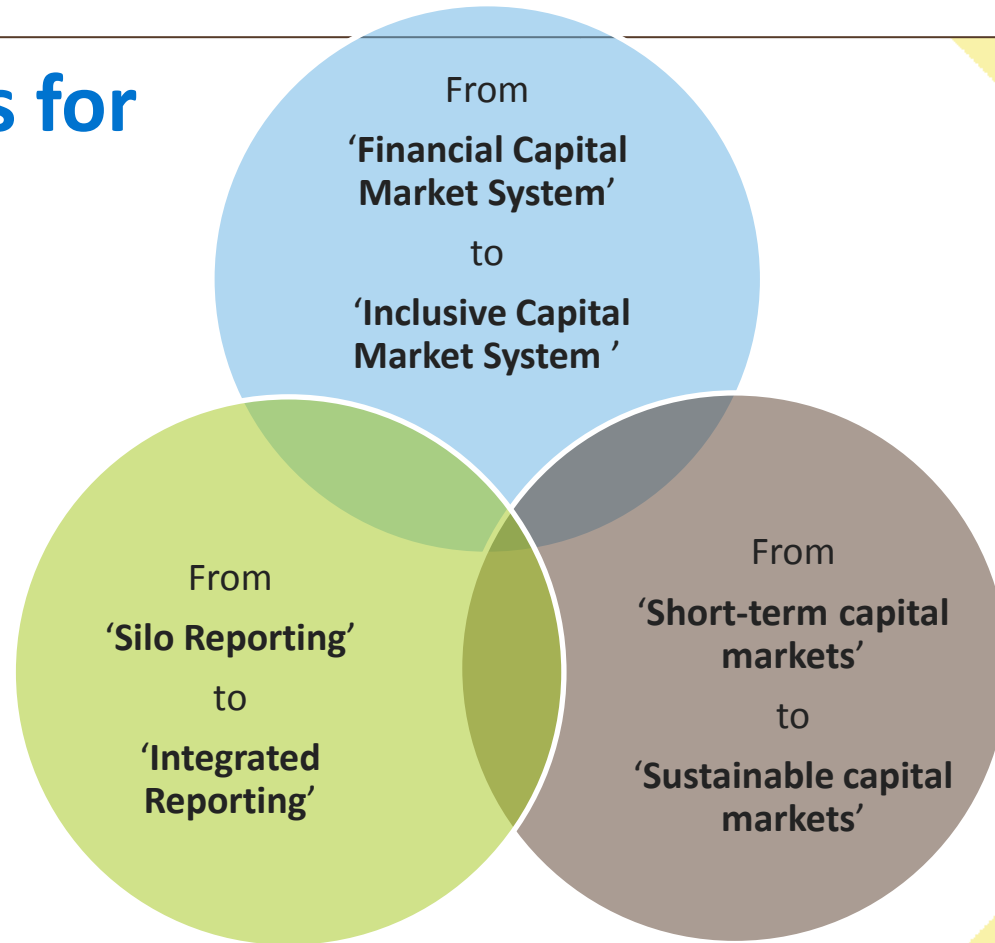 s for
From
‘Financial Capital
Market System’
to
‘Inclusive Capital
Market System ’
From
‘Silo Reporting’
to
‘Integrated
Reporting’
From
‘Short-term capital
markets’
to
‘Sustainable capital
markets’